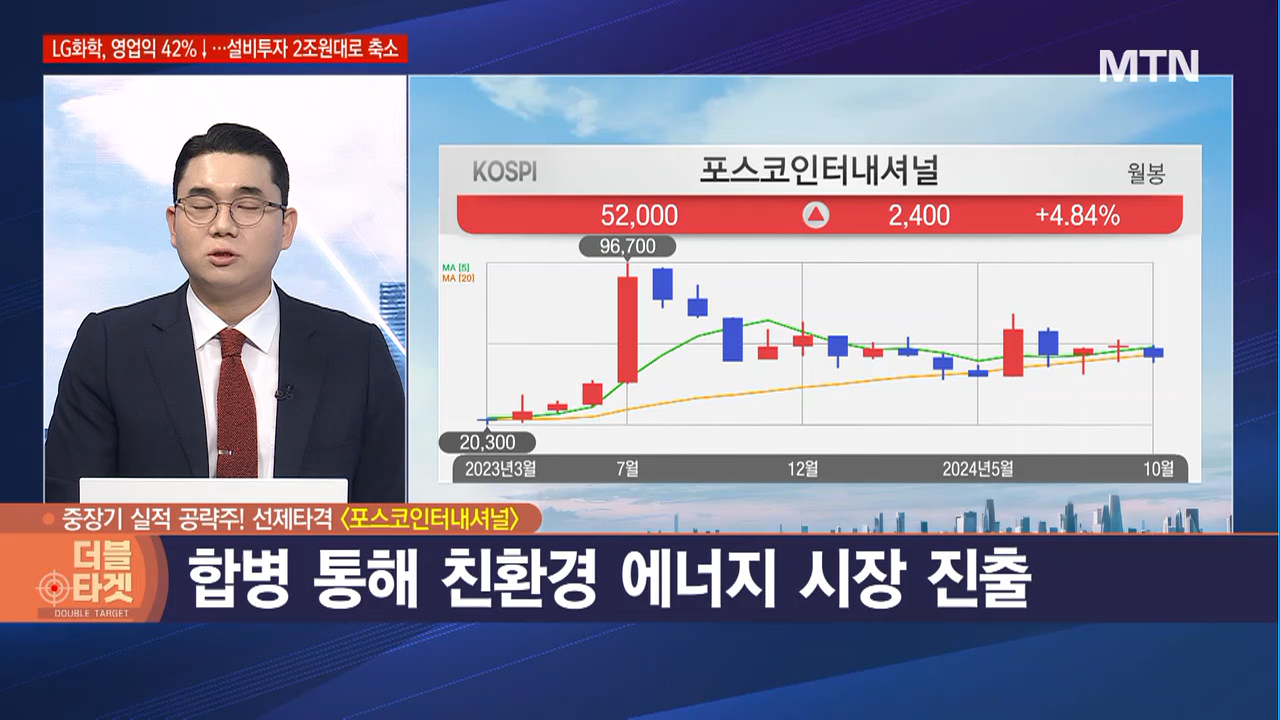 LG화학, 영업익 42%↓…설비투자 2조원대로 축소
MTN
KOSPI
포스코인터내셔널
월봉
52,000
2,400
+4.84%
96,700
MA [5]
MA [20]
20,300
2023년3월
7월
12월
2024년5월
10월
중장기 실적 공략주! 선제타격 <포스코인터내셔널>
더블
타겟
DOUBLE TARGET
합병 통해 친환경 에너지 시장 진출